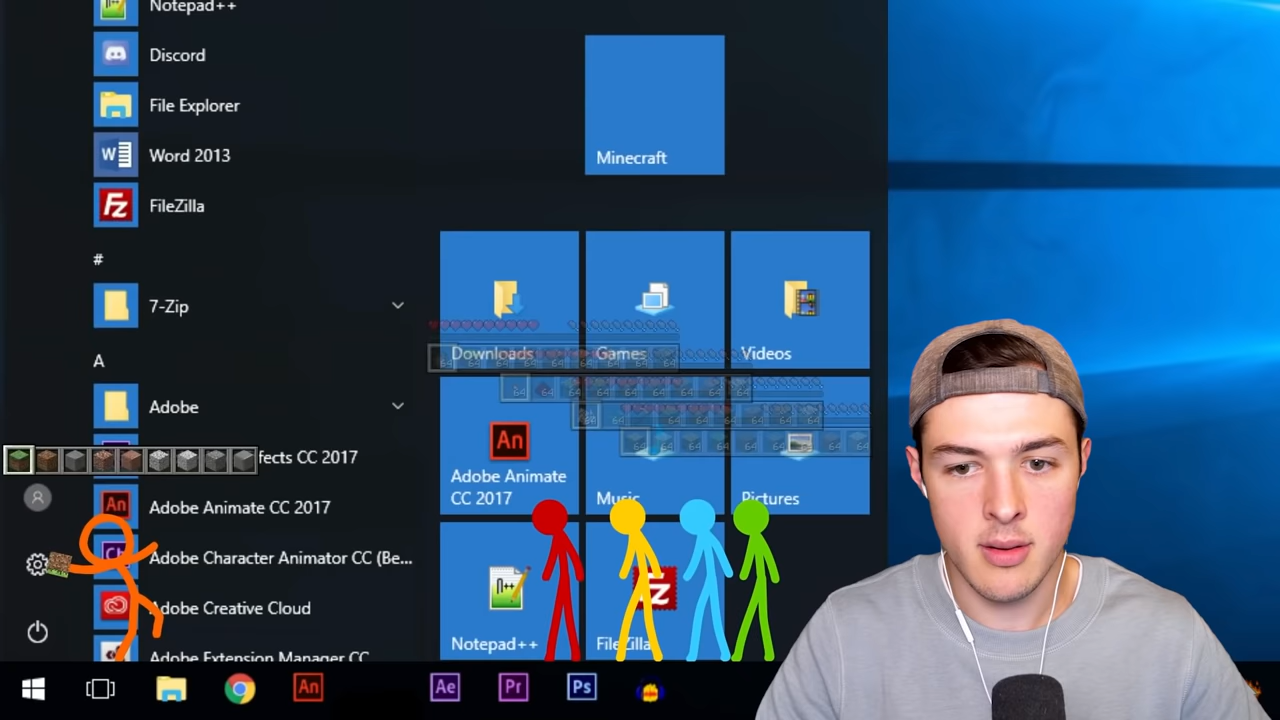 Notepad++
Discord
File Explorer
Word 2013
FileZilla
#
7-Zip
A
Adobe
fects CC 2017
Adobe Animate CC 2017
Adobe Character Animator CC (Be...
Adobe Creative Cloud
Adobe Extension Manager CC
Minecraft
Downloads
Games
Videos
An
Adobe Animate
CC 2017
Music
Pictures
Notepad++
FileZilla
An
Ae
Pr
Ps